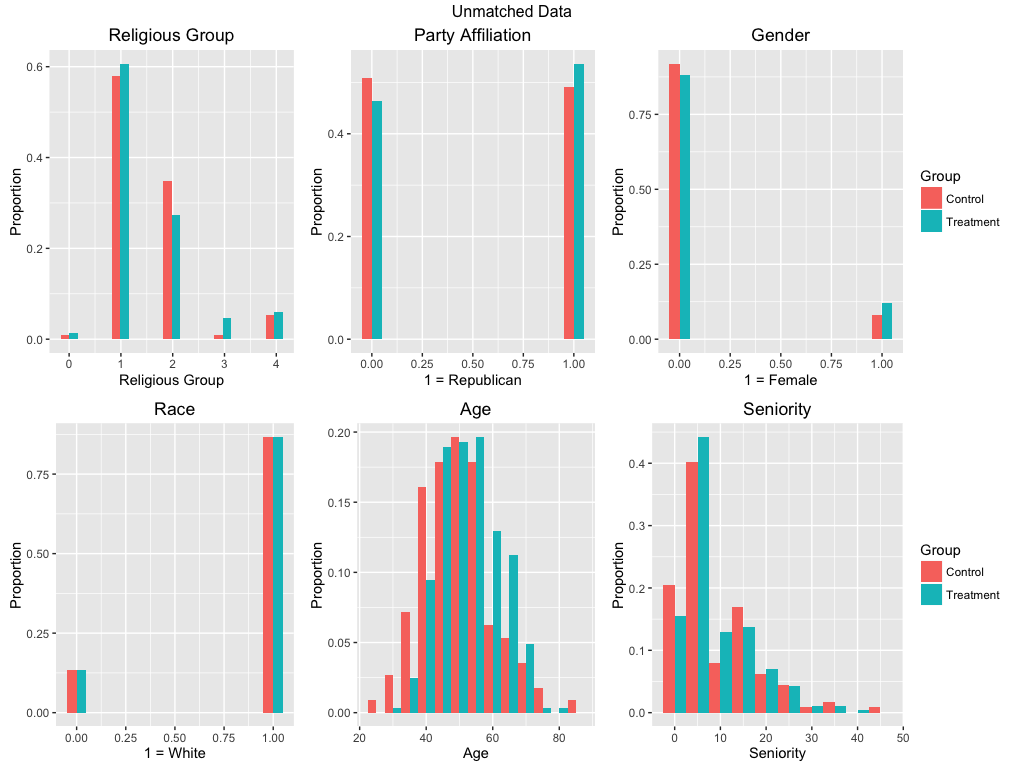 Unmatched Data
Religious Group
Party Affiliation
Gender
Proportion
0.6
0.4
0.2
0.0
0
1
2
3
4
Religious Group
Proportion
0.4
0.2
0.0
0.00
0.25
0.50
0.75
1.00
1 = Republican
Proportion
0.75
0.50
0.25
0.00
0.00
0.25
0.50
0.75
1.00
1 = Female
Group
Control
Treatment
Race
Age
Seniority
Proportion
0.75
0.50
0.25
0.00
0.00
0.25
0.50
0.75
1.00
1 = White
Proportion
0.20
0.15
0.10
0.05
0.00
20
40
60
80
Age
Proportion
0.4
0.3
0.2
0.1
0.0
0
10
20
30
40
50
Seniority
Group
Control
Treatment